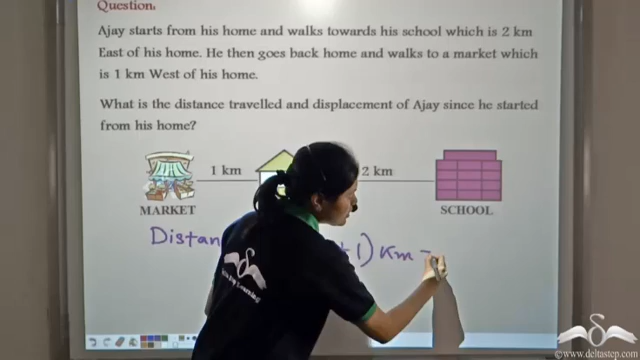 Question.
Ajay starts from his home and walks towards his school which is 2 km
East of his home. He then goes back home and walks to a market which
is 1 km West of his home.
What is the distance travelled and displacement of Ajay since he started
from his home?
1 km
2 km
MARKET
SCHOOL
Distan
1) Km =
©www.deltastep.com